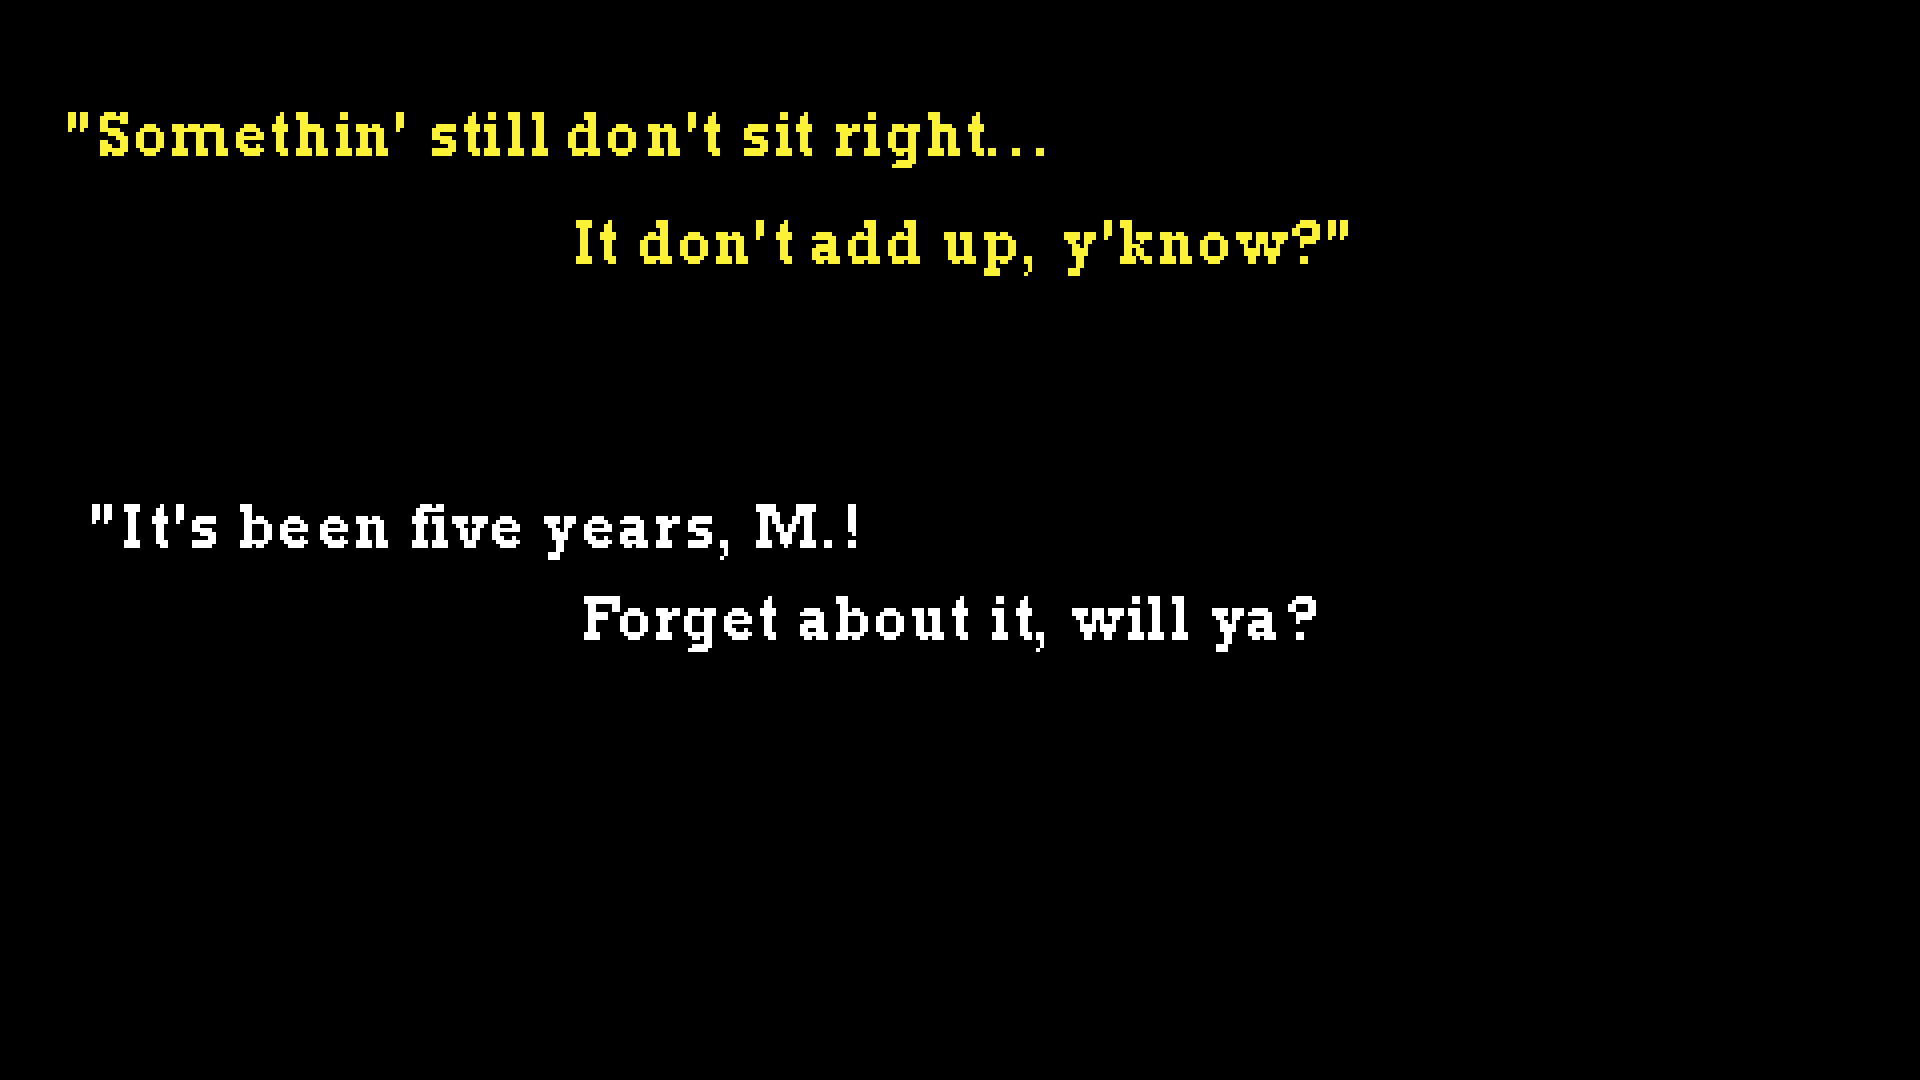 "Somethin' still don't sit right...
It don't add up, y'know?"
"It's been five years, M.!
Forget about it, will ya?